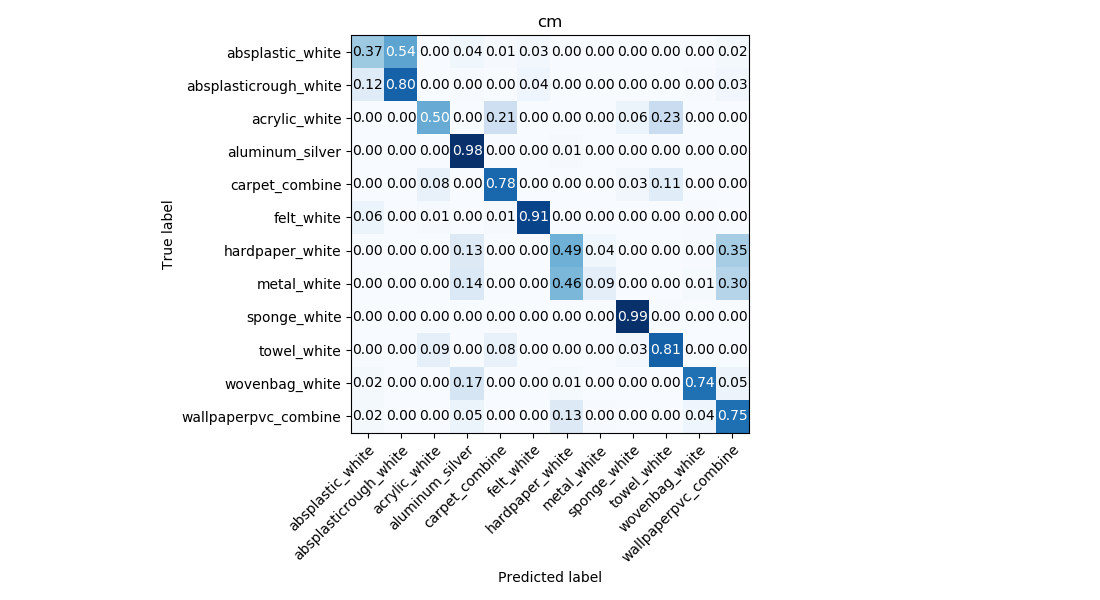 cm
absplastic_white 0.37 0.54 0.00 0.04 0.01 0.03 0.00 0.00 0.00 0.00 0.00 0.02
absplasticrough_white 0.12 0.80 0.00 0.00 0.00 0.04 0.00 0.00 0.00 0.00 0.00 0.03
acrylic_white 0.00 0.00 0.50 0.00 0.21 0.00 0.00 0.00 0.06 0.23 0.00 0.00
aluminum_silver 0.00 0.00 0.00 0.98 0.00 0.00 0.01 0.00 0.00 0.00 0.00 0.00
carpet_combine 0.00 0.00 0.08 0.00 0.78 0.00 0.00 0.00 0.03 0.11 0.00 0.00
felt_white 0.06 0.00 0.01 0.00 0.01 0.91 0.00 0.00 0.00 0.00 0.00 0.00
hardpaper_white 0.00 0.00 0.00 0.13 0.00 0.00 0.49 0.04 0.00 0.00 0.00 0.35
metal_white 0.00 0.00 0.00 0.14 0.00 0.00 0.46 0.09 0.00 0.00 0.01 0.30
sponge_white 0.00 0.00 0.00 0.00 0.00 0.00 0.00 0.00 0.99 0.00 0.00 0.00
towel_white 0.00 0.00 0.09 0.00 0.08 0.00 0.00 0.00 0.03 0.81 0.00 0.00
wovenbag_white 0.02 0.00 0.00 0.17 0.00 0.00 0.01 0.00 0.00 0.00 0.74 0.05
wallpaperpvc_combine 0.02 0.00 0.00 0.05 0.00 0.00 0.13 0.00 0.00 0.00 0.04 0.75
True label
absplastic_white
absplasticrough_white
acrylic_white
aluminum_silver
carpet_combine
felt_white
hardpaper_white
metal_white
sponge_white
towel_white
wovenbag_white
wallpaperpvc_combine
Predicted label